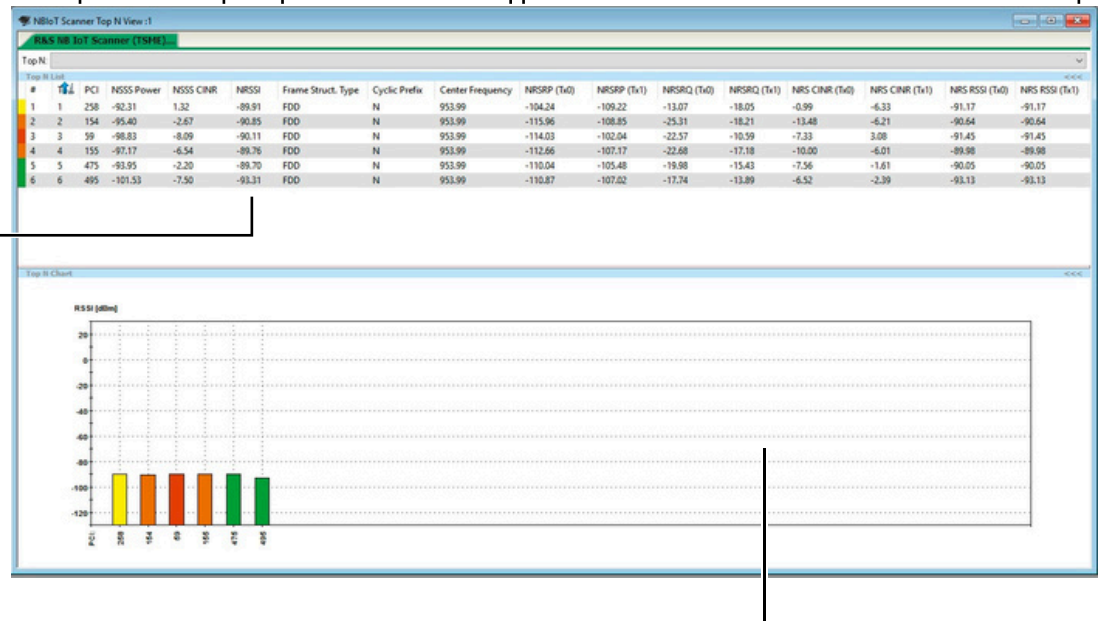 NBIoT Scanner Top N View :1
R&S NB IoT Scanner (TSME)...
Top N:
Top N List <<<
# PCI NSSS Power NSSS CINR NRSSI Frame Struct. Type Cyclic Prefix Center Frequency NRSRP (Tx0) NRSRP (Tx1) NRSRQ (Tx0) NRSRQ (Tx1) NRS CINR (Tx0) NRS CINR (Tx1) NRS RSSI (Tx0) NRS RSSI (Tx1)
1 1 258 -92.31 1.32 -89.91 FDD N 953.99 -104.24 -109.22 -13.07 -18.05 -0.99 -6.33 -91.17 -91.17
2 2 154 -95.40 -2.67 -90.85 FDD N 953.99 -115.96 -108.85 -25.31 -18.21 -13.48 -6.21 -90.64 -90.64
3 3 59 -98.83 -8.09 -90.11 FDD N 953.99 -114.03 -102.04 -22.57 -10.59 -7.33 3.08 -91.45 -91.45
4 4 155 -97.17 -6.54 -89.76 FDD N 953.99 -112.66 -107.17 -22.68 -17.18 -10.00 -6.01 -89.98 -89.98
5 5 475 -93.95 -2.20 -89.70 FDD N 953.99 -110.04 -105.48 -19.98 -15.43 -7.56 -1.61 -90.05 -90.05
6 6 495 -101.53 -7.50 -93.31 FDD N 953.99 -110.87 -107.02 -17.74 -13.89 -6.52 -2.39 -93.13 -93.13
Top N Chart <<<
RSSI [dBm]
20
0
-20
-40
-60
-80
-100
-120
PCI: 258 154 59 155 475 495